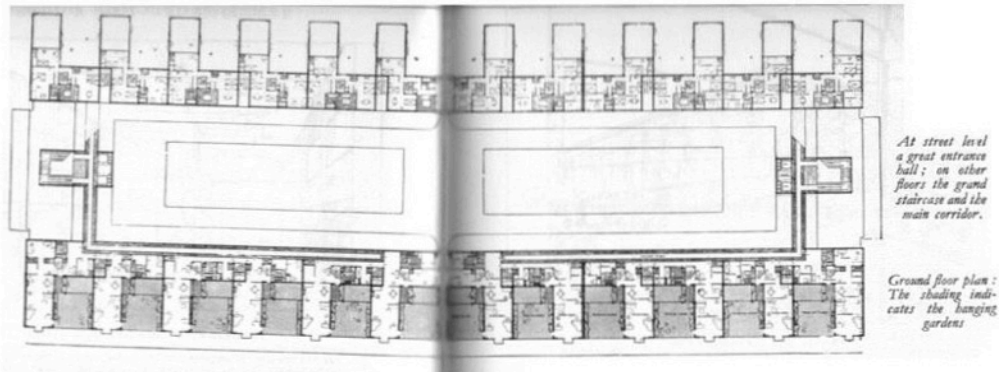 At street level
a great entrance
hall ; on other
floors the grand
staircase and the
main corridor.
Ground floor plan :
The shading indi-
cates the hanging
gardens